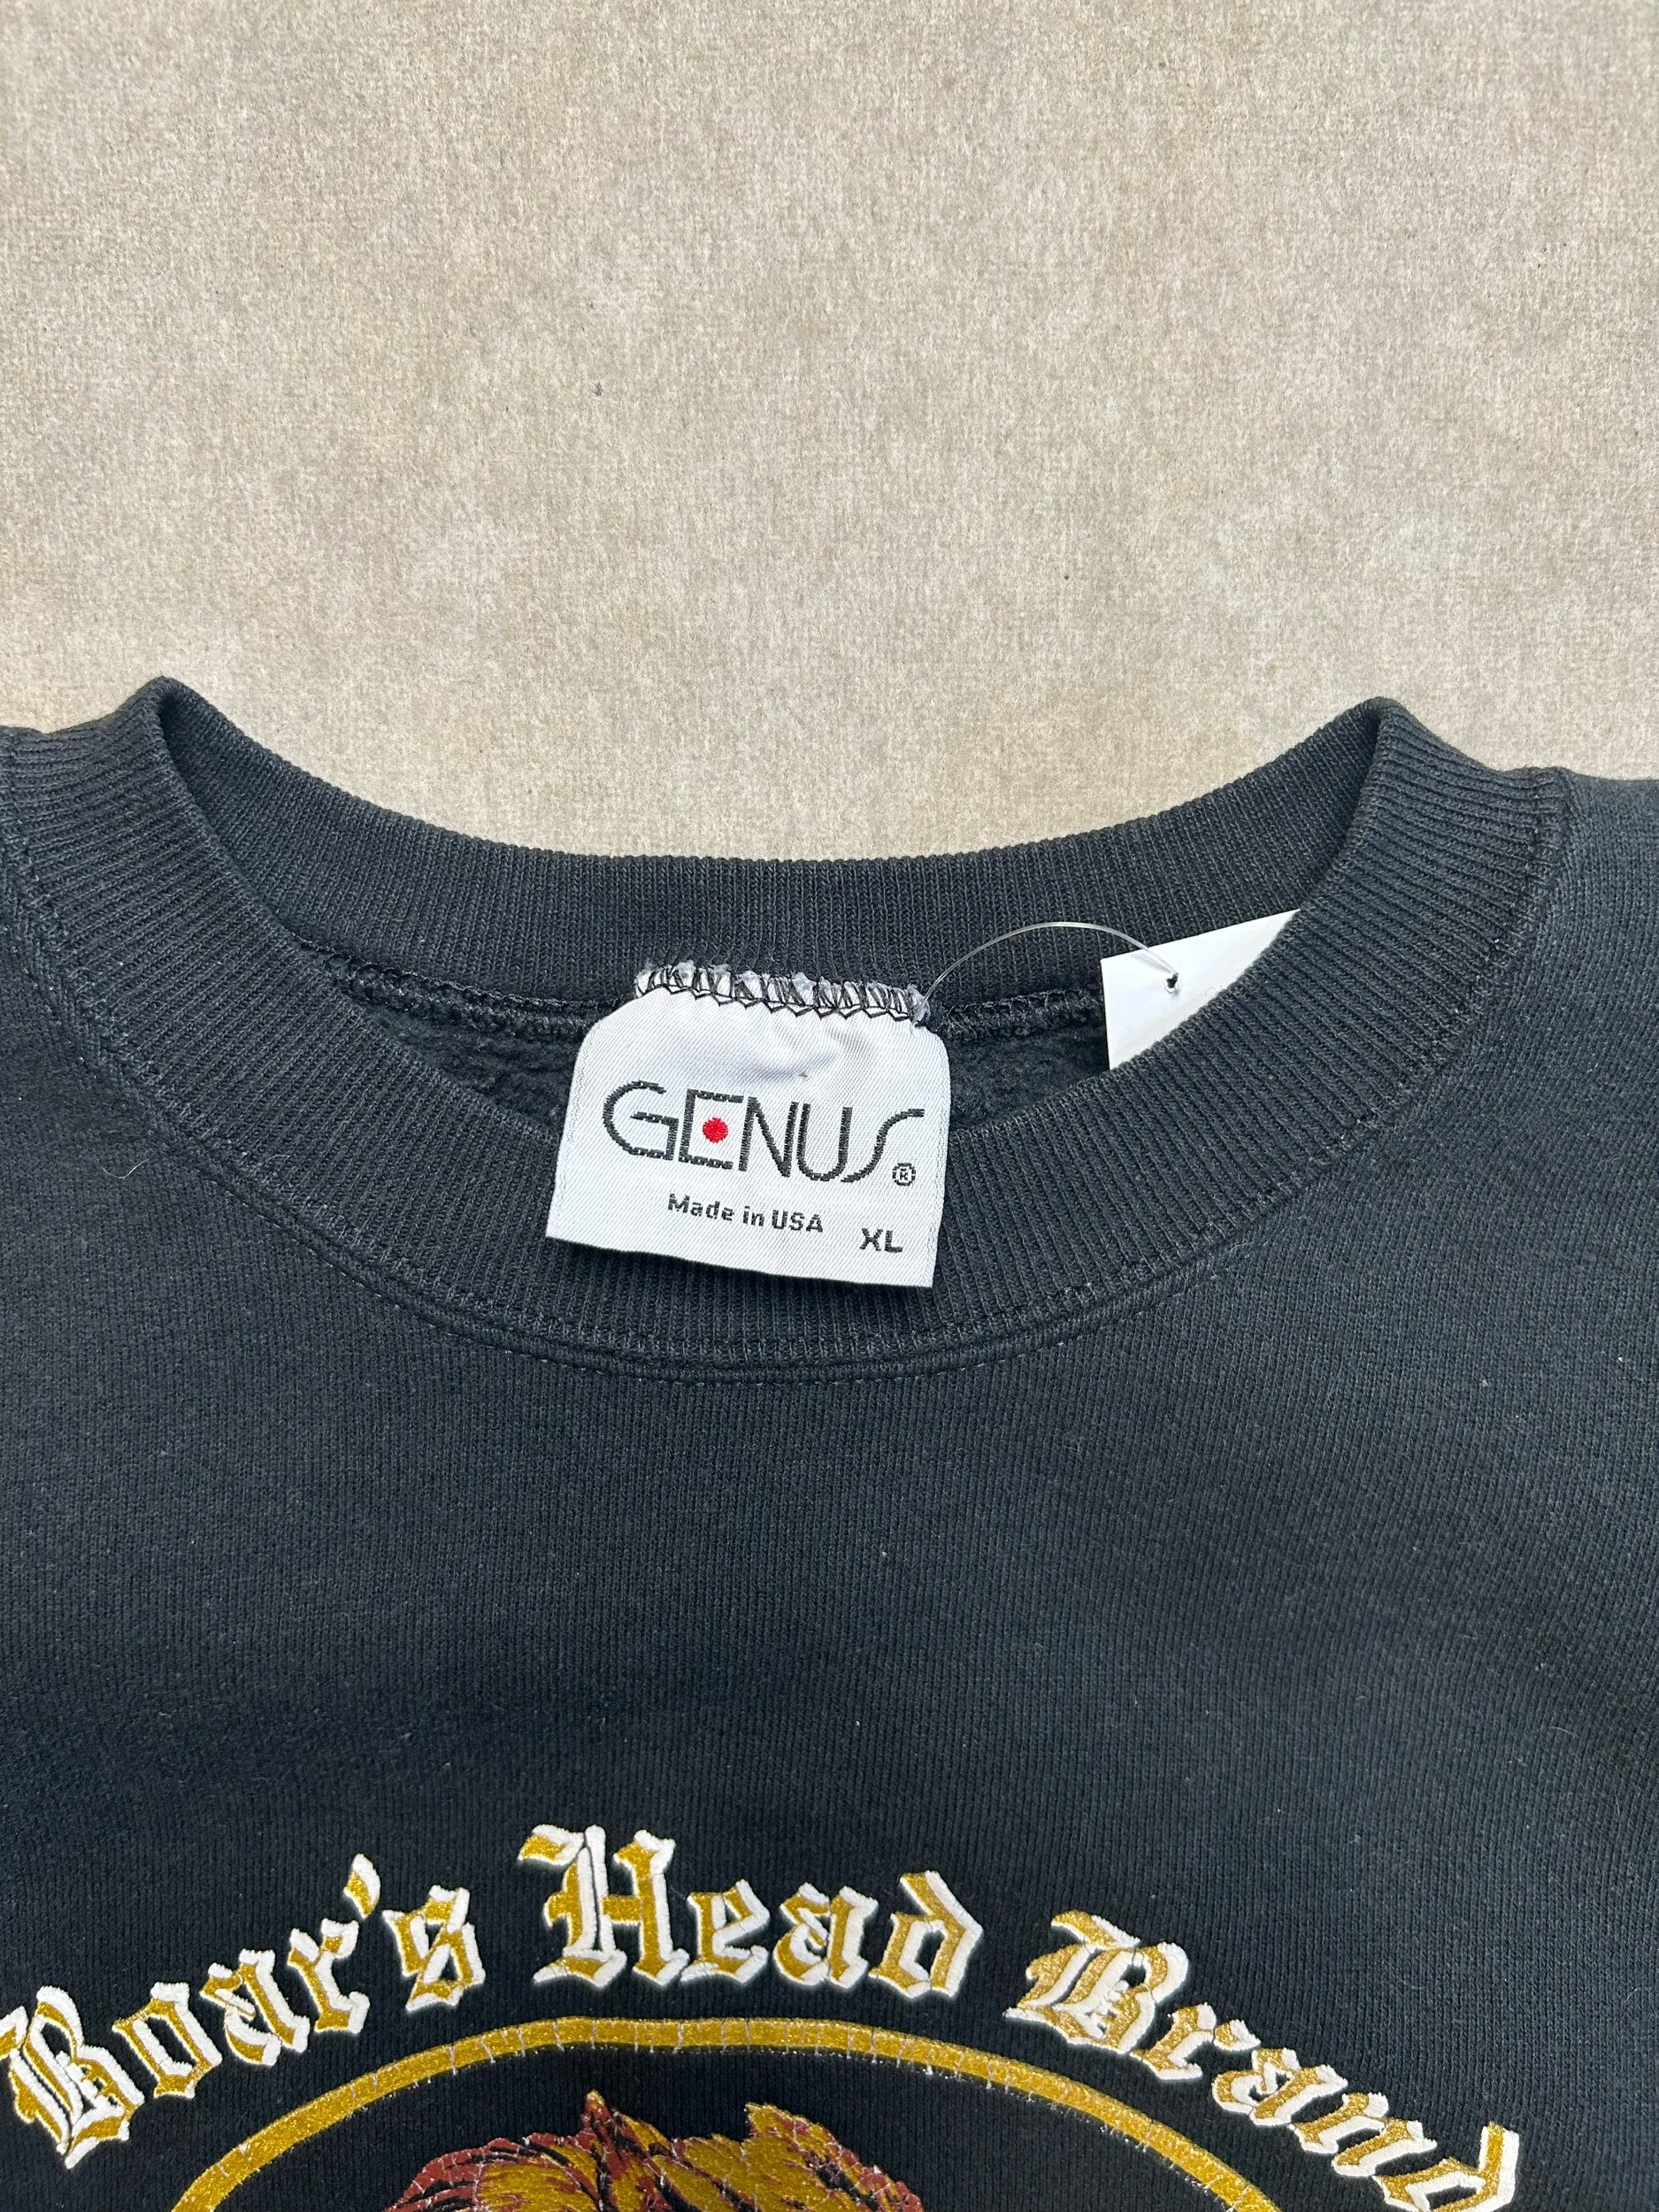 GENUS®
Made in USA XL
Boar's Head Brand